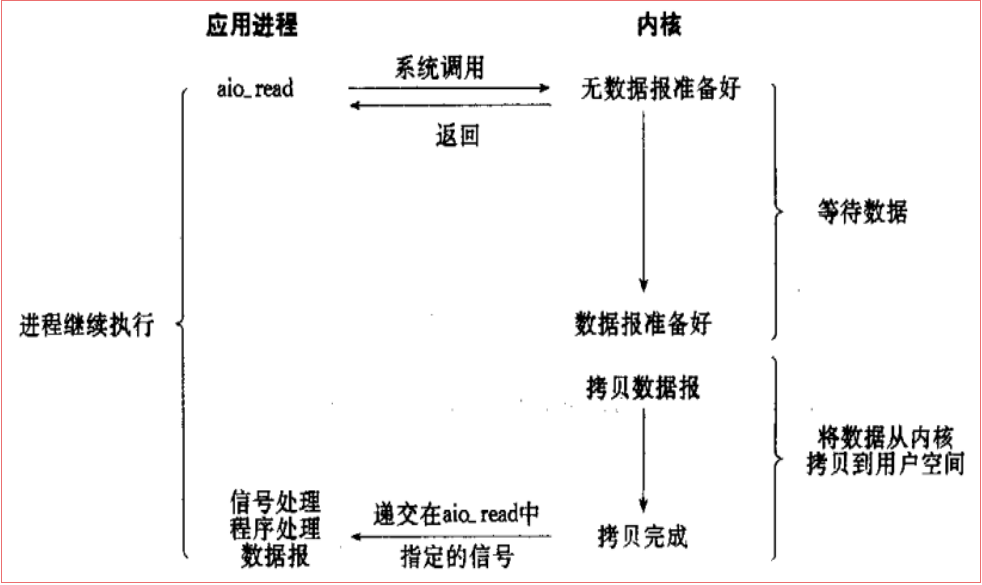 应用进程
内核
aio_read
系统调用
无数据报准备好
返回
等待数据
进程继续执行
数据报准备好
拷贝数据报
将数据从内核
拷贝到用户空间
信号处理
程序处理
数据报
递交在aio_read中
指定的信号
拷贝完成